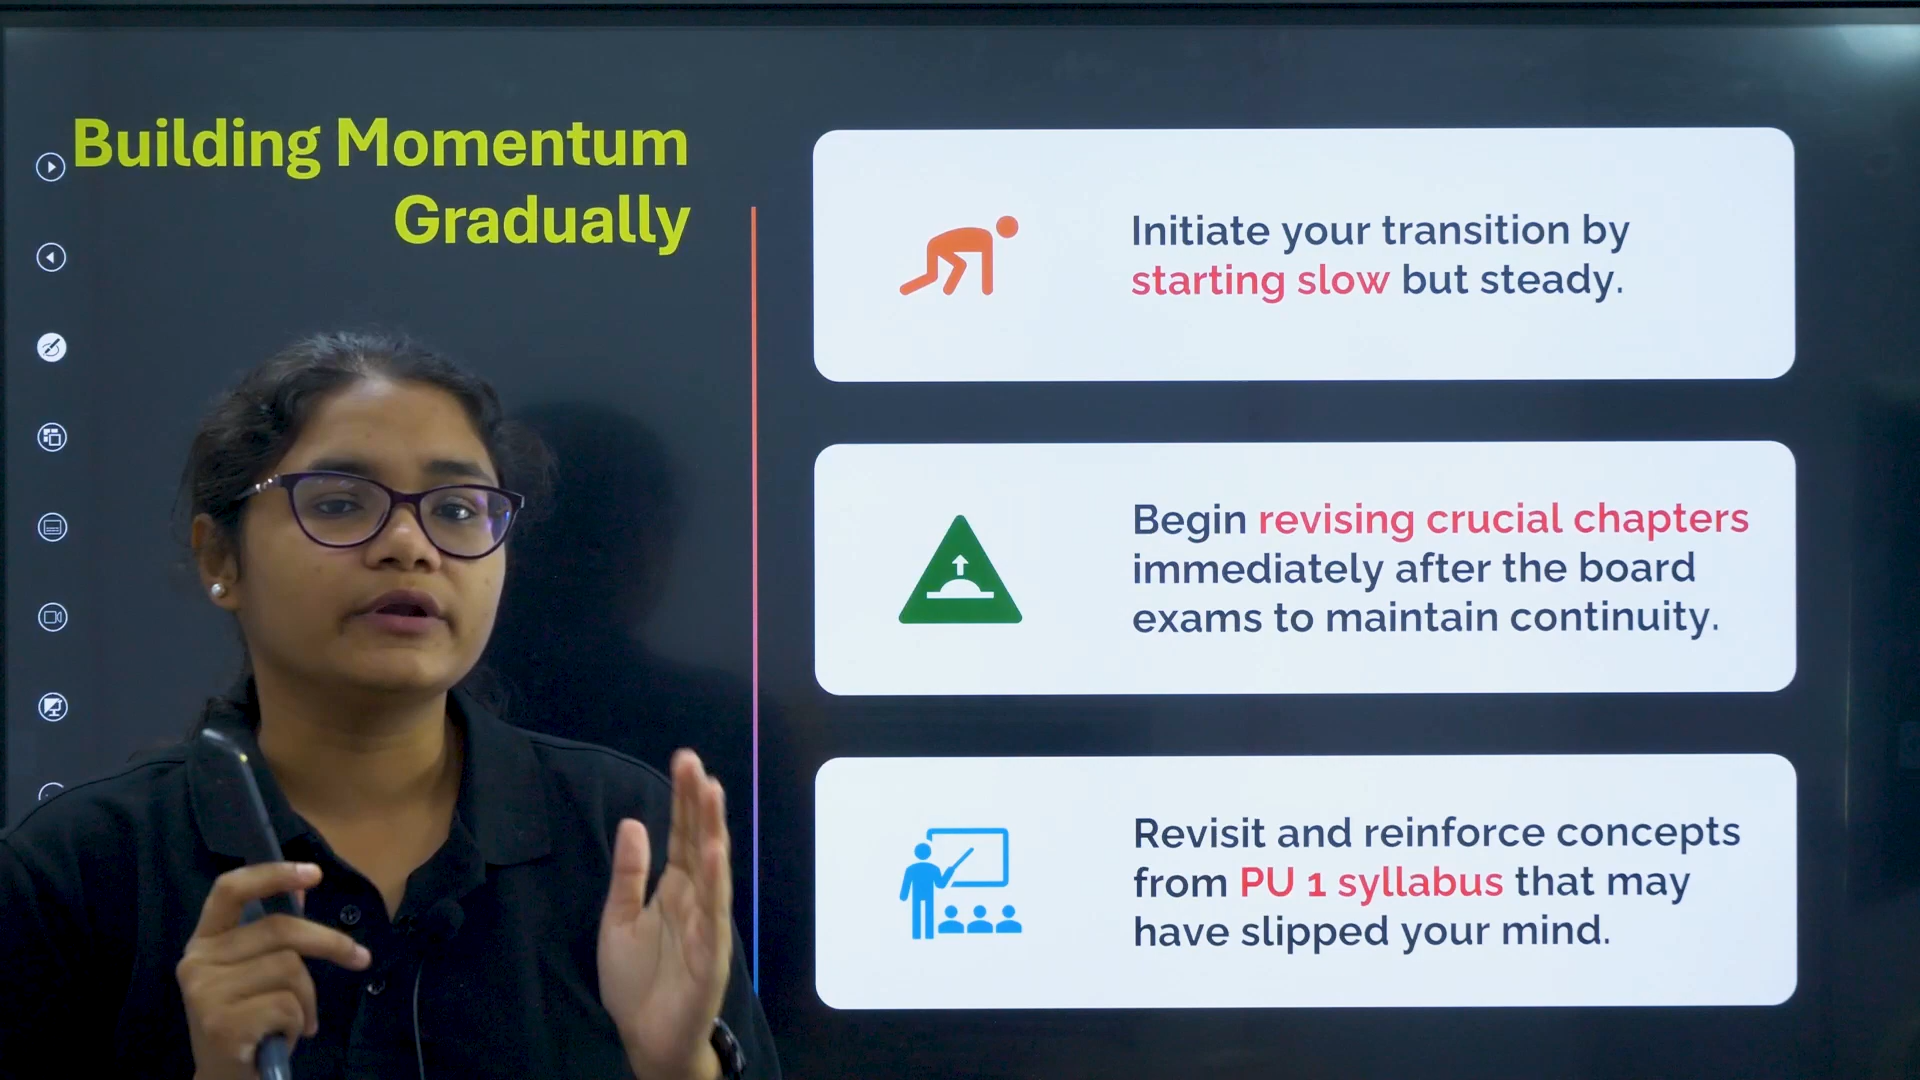 Building Momentum
Gradually
Initiate your transition by
starting slow but steady.
Begin revising crucial chapters
immediately after the board
exams to maintain continuity.
Revisit and reinforce concepts
from PU 1 syllabus that may
have slipped your mind.